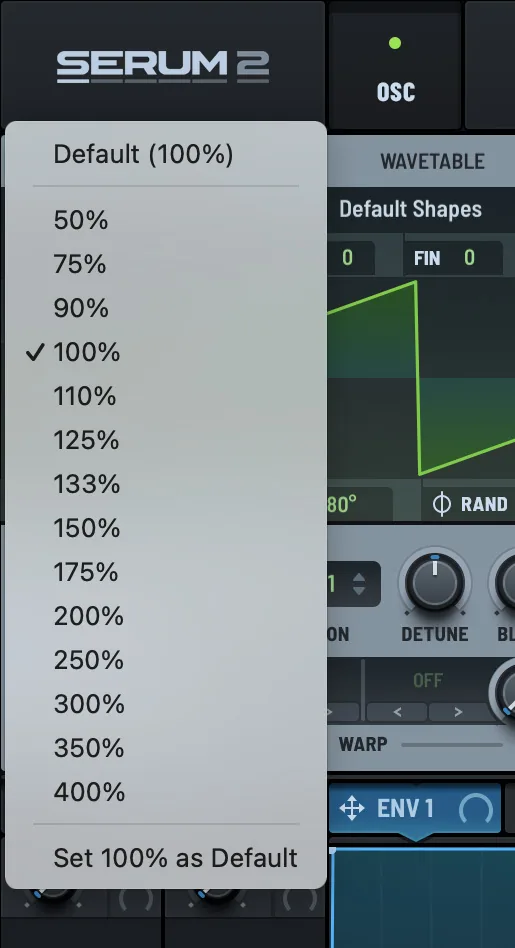 SERUM 2
OSC
Default (100%)
50%
75%
90%
100%
110%
125%
133%
150%
175%
200%
250%
300%
350%
400%
Set 100% as Default
WAVETABLE
Default Shapes
0
FIN 0
80°
RAND
1
ON
DETUNE
BL
OFF
< >
WARP
ENV 1